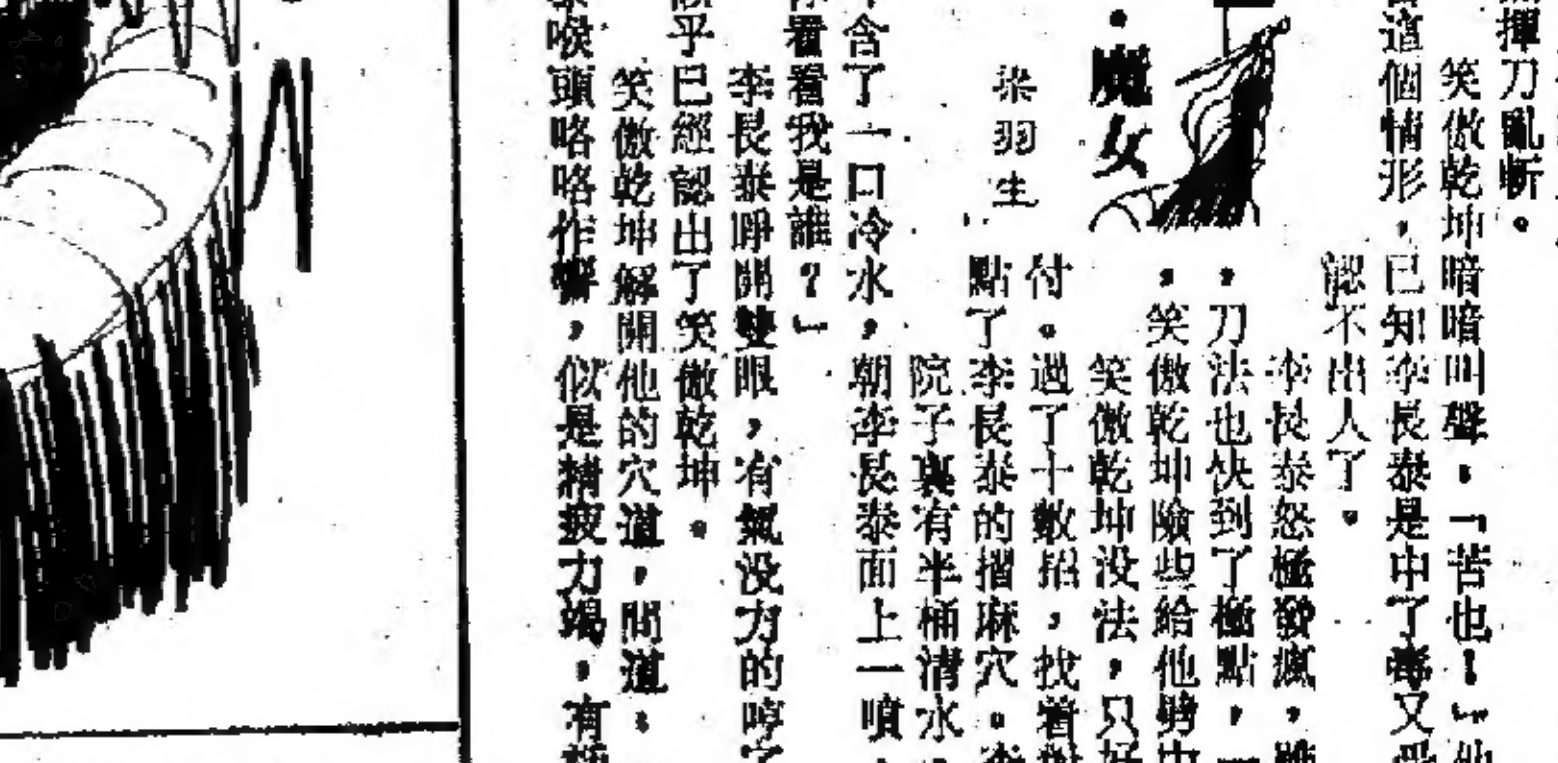 揮刀亂斬。
笑傲乾坤暗暗叫聲：「苦也！」他
這個情形，已知李長泰是中了毒又受
認不出人了。
李長泰怒極發瘋，雖
，刀法也快到了極點，
，笑傲乾坤險些給他劈中
笑傲乾坤没法，只好
付。過了十數招，找着
點了李長泰的摺麻穴。李
院子裏有半桶清水
含了一口冷水，朝李長泰面上一噴，
看看我是誰？」
李長泰睜開雙眼，有氣没力的哼了
乎已經認出了笑傲乾坤。
笑傲乾坤解開他的穴道，問道：
喉頭咯咯作響，似是精疲力竭，有
・魔女
梁羽生